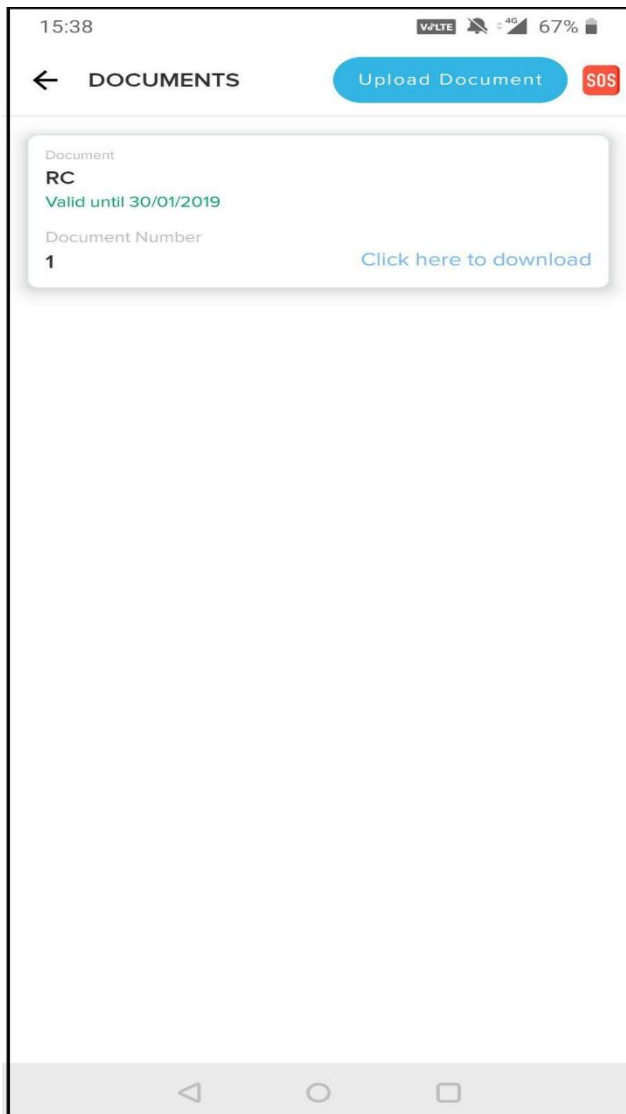 15:38 VoLTE 4G 67%
DOCUMENTS Upload Document SOS
Document
RC
Valid until 30/01/2019
Document Number
1 Click here to download